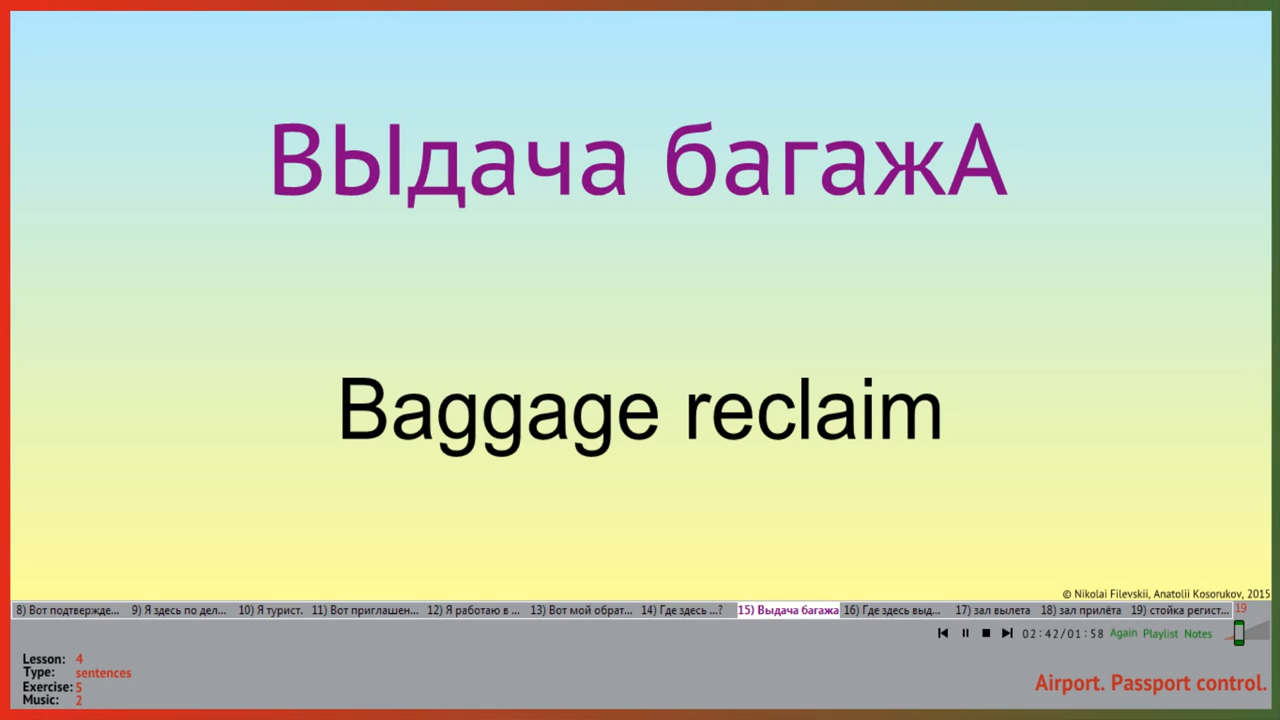 ВЫдача багажА
Baggage reclaim
© Nikolai Filevskii, Anatolii Kosorukov, 2015
8) Вот подтвержде... 9) Я здесь по дел... 10) Я турист. 11) Вот приглашен... 12) Я работаю в ... 13) Вот мой обрат... 14) Где здесь ...? 15) Выдача багажа 16) Где здесь выд... 17) зал вылета 18) зал прилёта 19) стойка регист... 19
02:42/01:58 Again Playlist Notes
Lesson: 4
Type: sentences
Exercise: 5
Music: 2
Airport. Passport control.